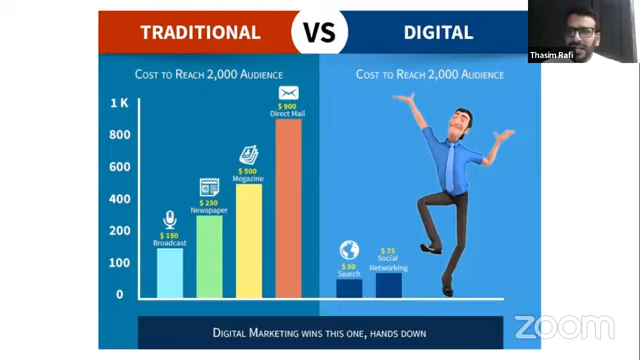 TRADITIONAL
VS
DIGITAL
Thasim Rafi
COST TO REACH 2,000 AUDIENCE
COST TO REACH 2,000 AUDIENCE
1 K
800
600
400
200
100
0
$ 150
Broadcast
$ 250
Newspaper
$ 500
Megazine
$ 900
Direct Mail
$ 50
Search
$ 75
Social
Networking
DIGITAL MARKETING WINS THIS ONE, HANDS DOWN
zoom